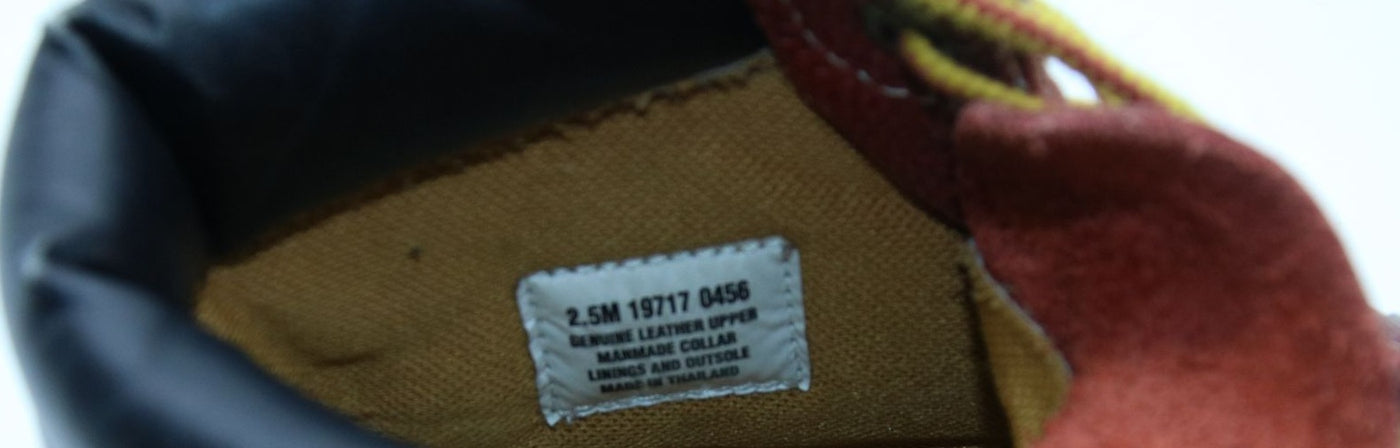 2.5M 19717 0456
GENUINE LEATHER UPPER
MANMADE COLLAR
LININGS AND OUTSOLE
MADE IN THAILAND